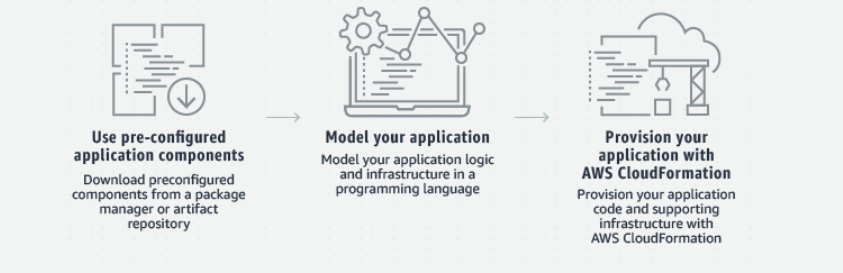 Use pre-configured
application components
Download preconfigured
components from a package
manager or artifact
repository
Model your application
Model your application logic
and infrastructure in a
programming language
Provision your
application with
AWS CloudFormation
Provision your application
code and supporting
infrastructure with
AWS CloudFormation